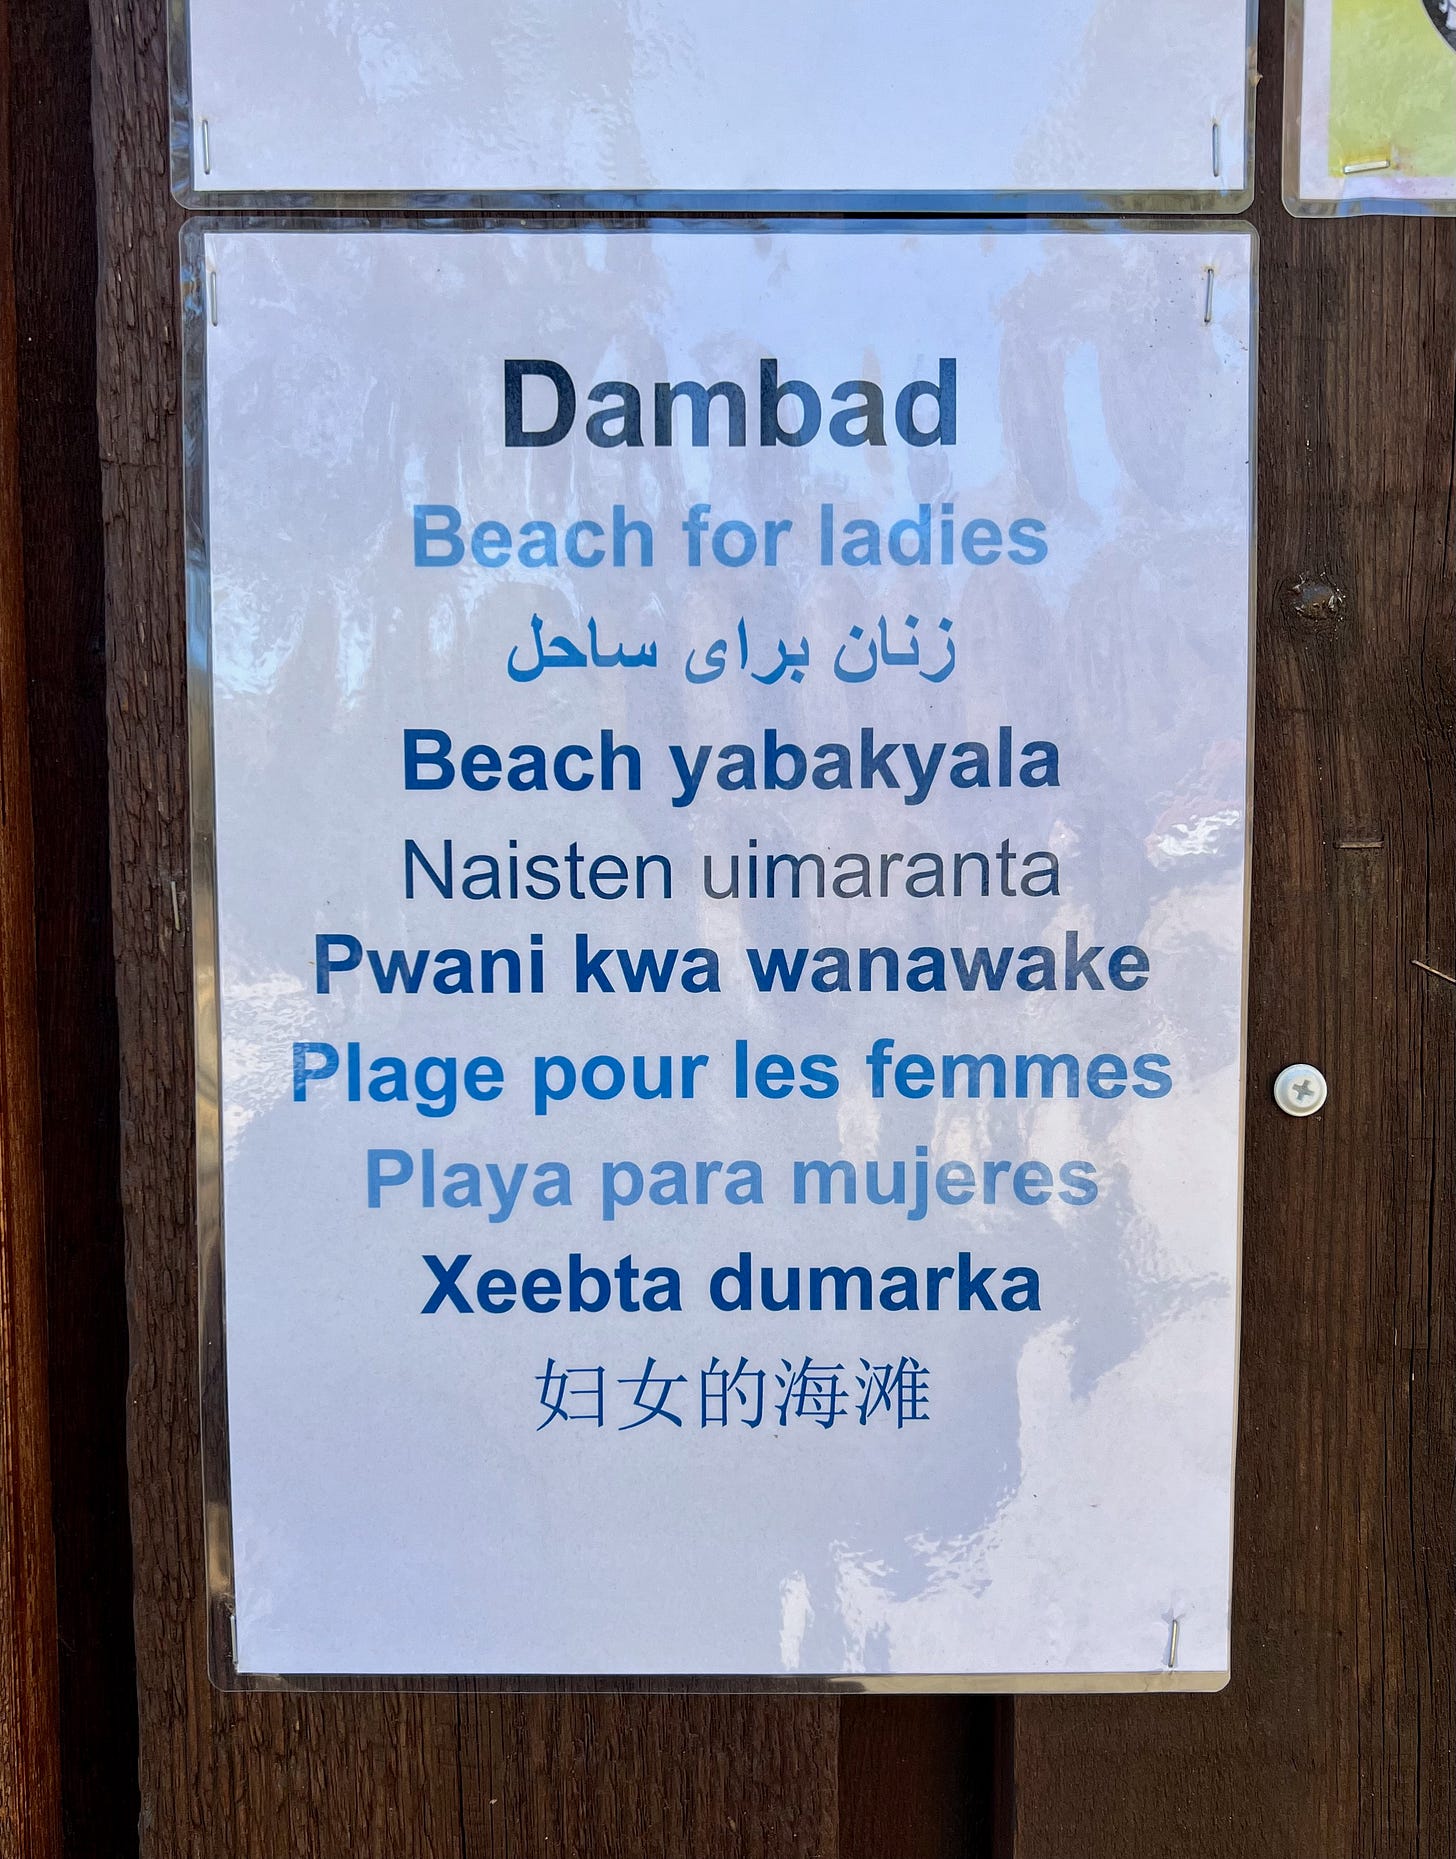 Dambad
Beach for ladies
زنان برای ساحل
Beach yabakyala
Naisten uimaranta
Pwani kwa wanawake
Plage pour les femmes
Playa para mujeres
Xeebta dumarka
妇女的海滩